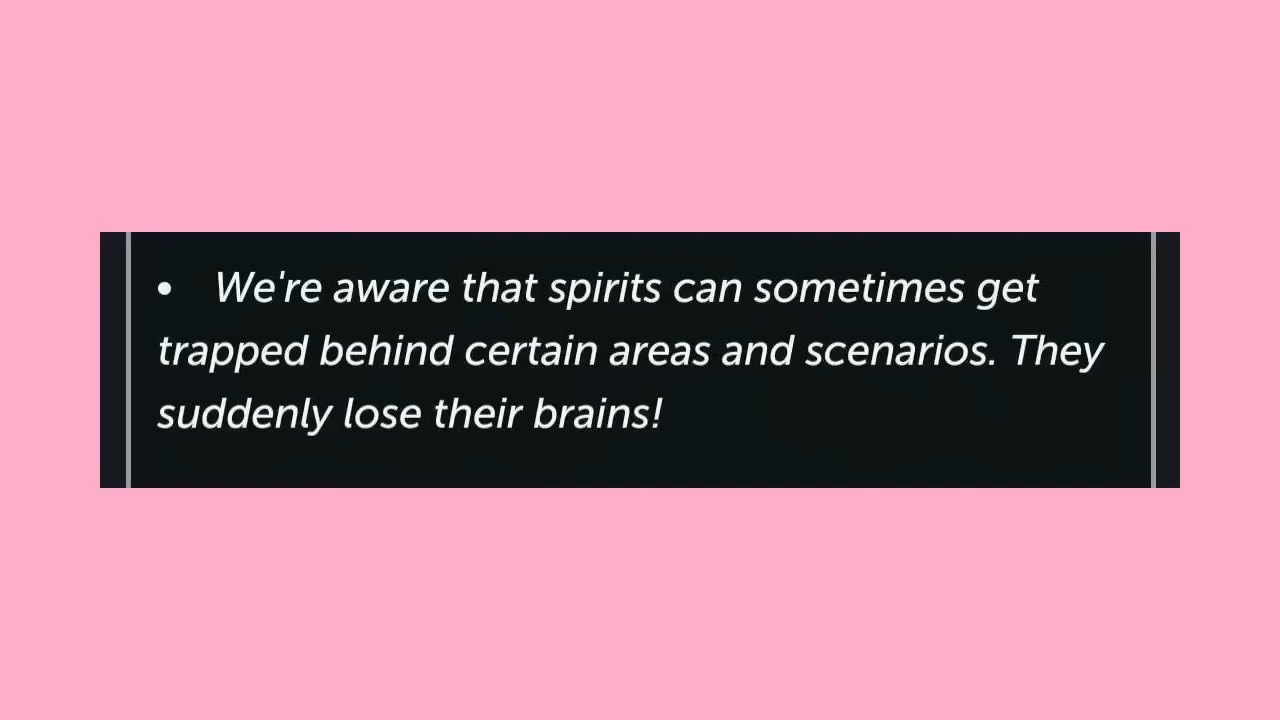 • We're aware that spirits can sometimes get
trapped behind certain areas and scenarios. They
suddenly lose their brains!